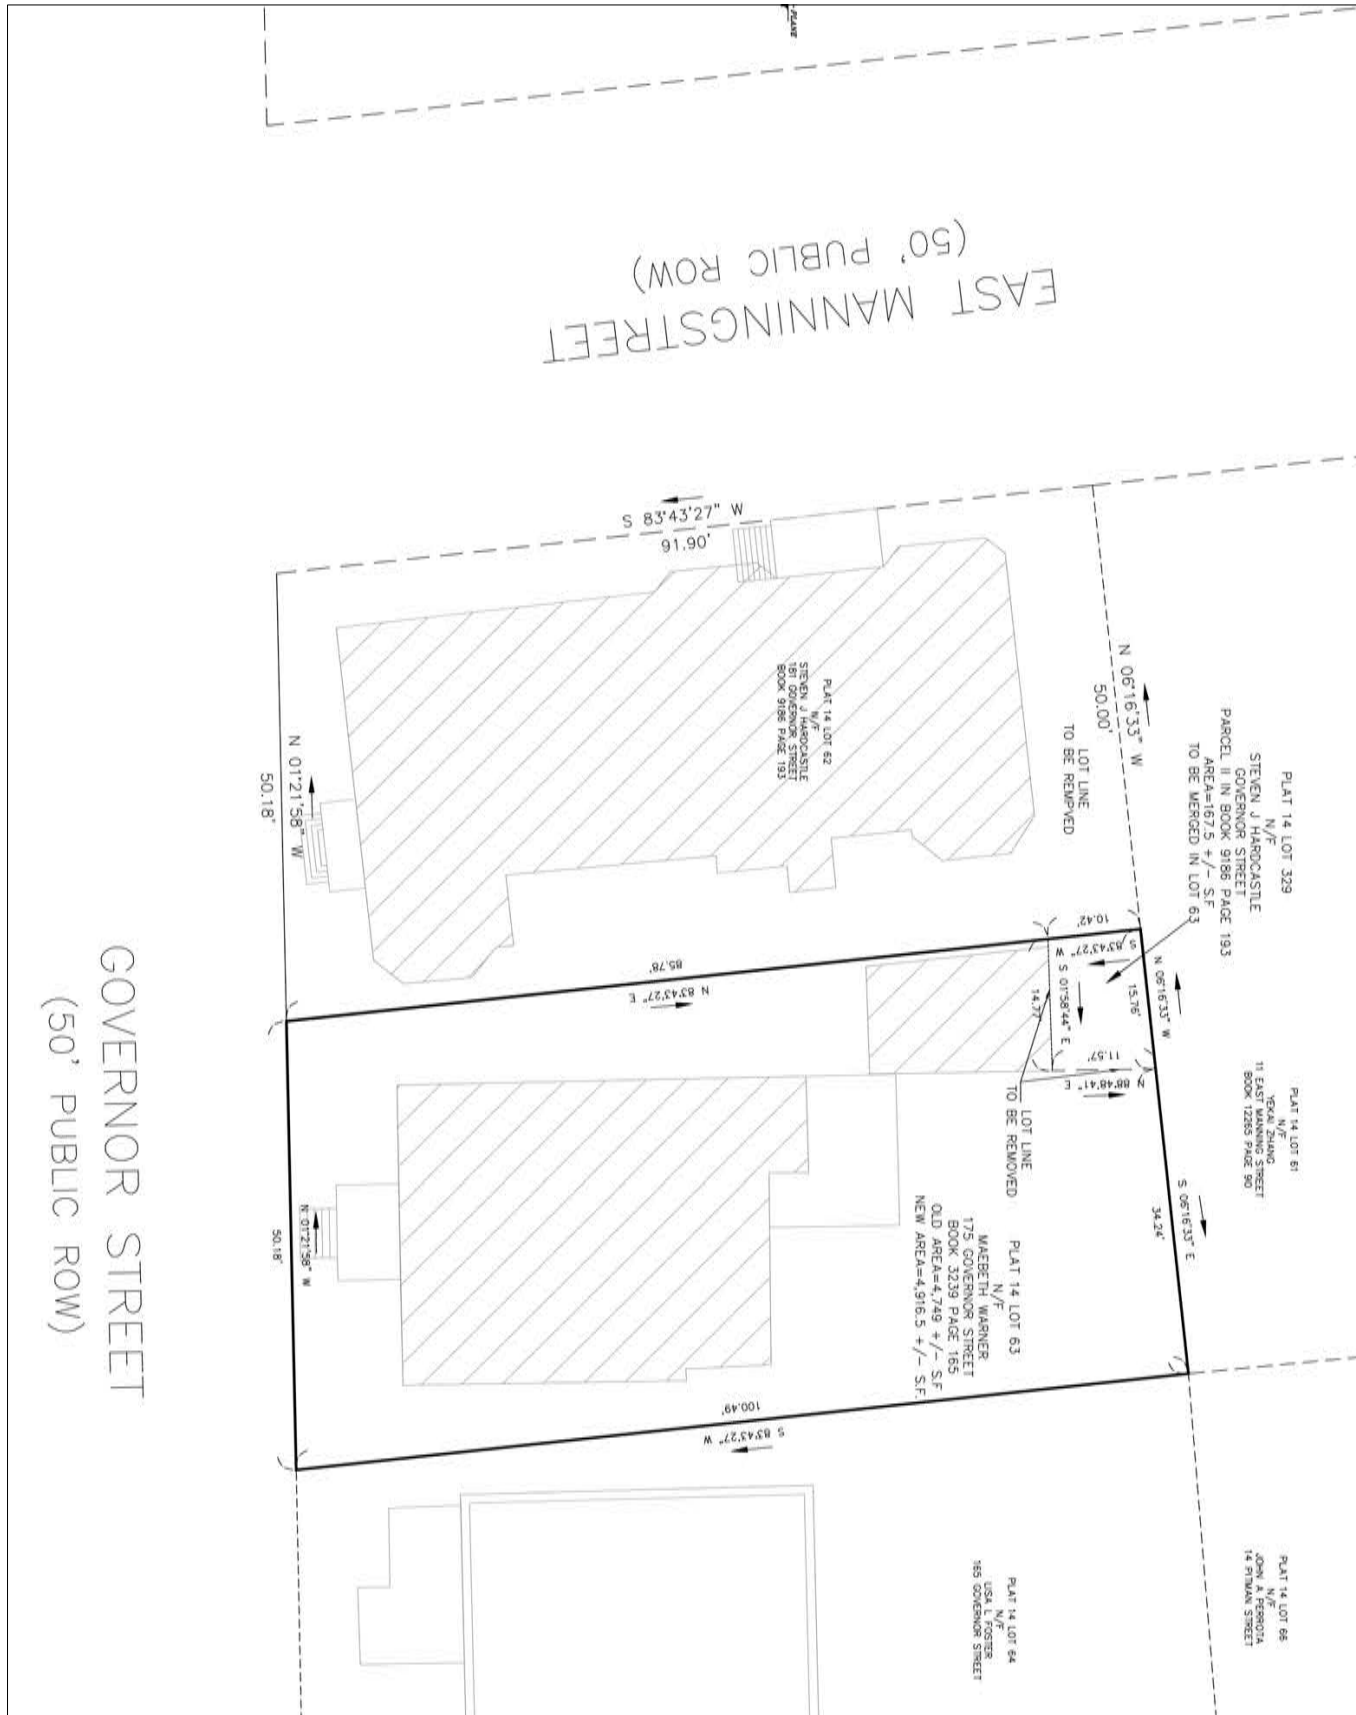 PLANE
(50' PUBLIC ROW)
EAST MANNINGSTREET
S 83°43'27" W
91.90'
N 06°16'33" W
50.00'
PLAT 14 LOT 62
N/F
STEVEN J HARDCASTLE
181 GOVERNOR STREET
BOOK 9186 PAGE 193
LOT LINE
TO BE REMPVED
PLAT 14 LOT 329
N/F
STEVEN J HARDCASTLE
GOVERNOR STREET
PARCEL II IN BOOK 9186 PAGE 193
AREA=167.5 +/- S.F
TO BE MERGED IN LOT 63
N 01°21'58" W
50.18'
10.42'
S 83°43'27" W
85.78'
N 83°43'27" E
S 01°58'44" E
14.77'
N 06°16'33" W
15.76'
11.57'
N 88°48'41" E
LOT LINE
TO BE REMOVED
PLAT 14 LOT 61
N/F
YEKAI ZHANG
11 EAST MANNING STREET
BOOK 12265 PAGE 90
S 06°16'33" E
34.24'
PLAT 14 LOT 63
N/F
MAEBETH WARNER
175 GOVERNOR STREET
BOOK 3239 PAGE 165
OLD AREA=4,749 +/- S.F
NEW AREA=4,916.5 +/- S.F.
N 01°21'58" W
50.18'
GOVERNOR STREET
(50' PUBLIC ROW)
100.49'
S 83°43'27" W
PLAT 14 LOT 64
N/F
LISA L FOSTER
165 GOVERNOR STREET
PLAT 14 LOT 66
N/F
JOHN A PERROTA
14 PITMAN STREET